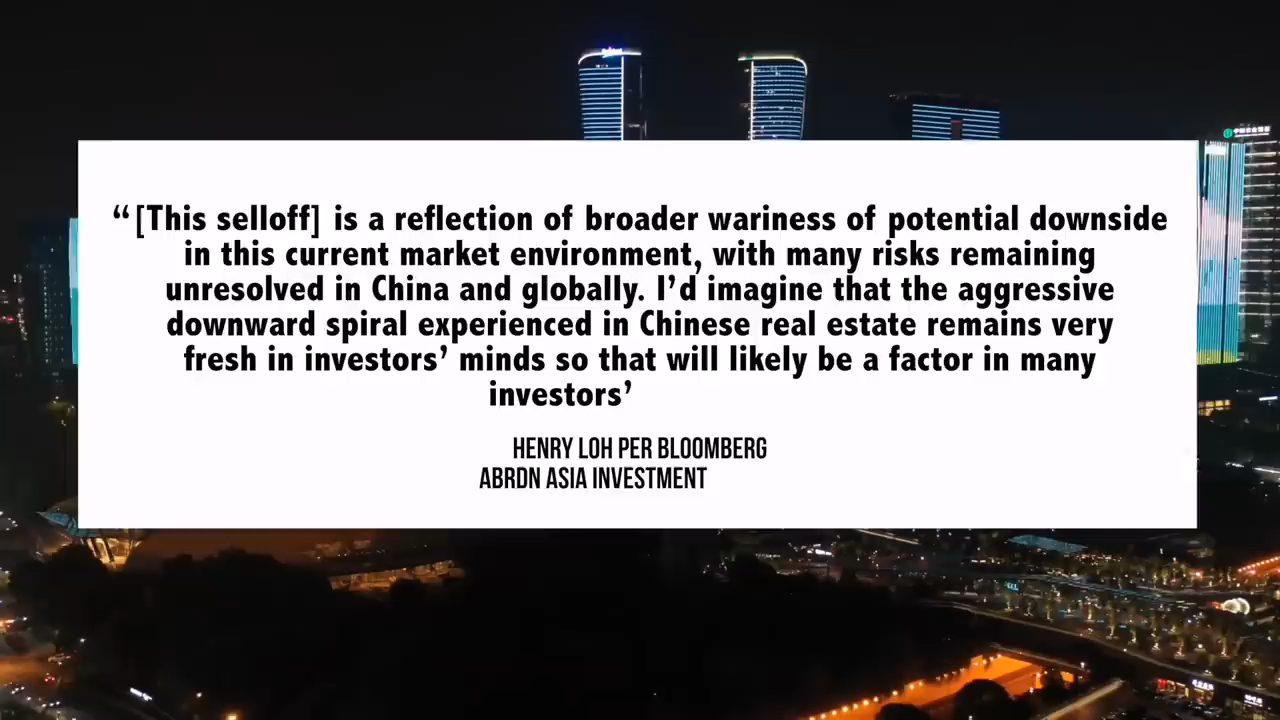 “[This selloff] is a reflection of broader wariness of potential downside
in this current market environment, with many risks remaining
unresolved in China and globally. I’d imagine that the aggressive
downward spiral experienced in Chinese real estate remains very
fresh in investors’ minds so that will likely be a factor in many
investors’
HENRY LOH PER BLOOMBERG
ABRDN ASIA INVESTMENT